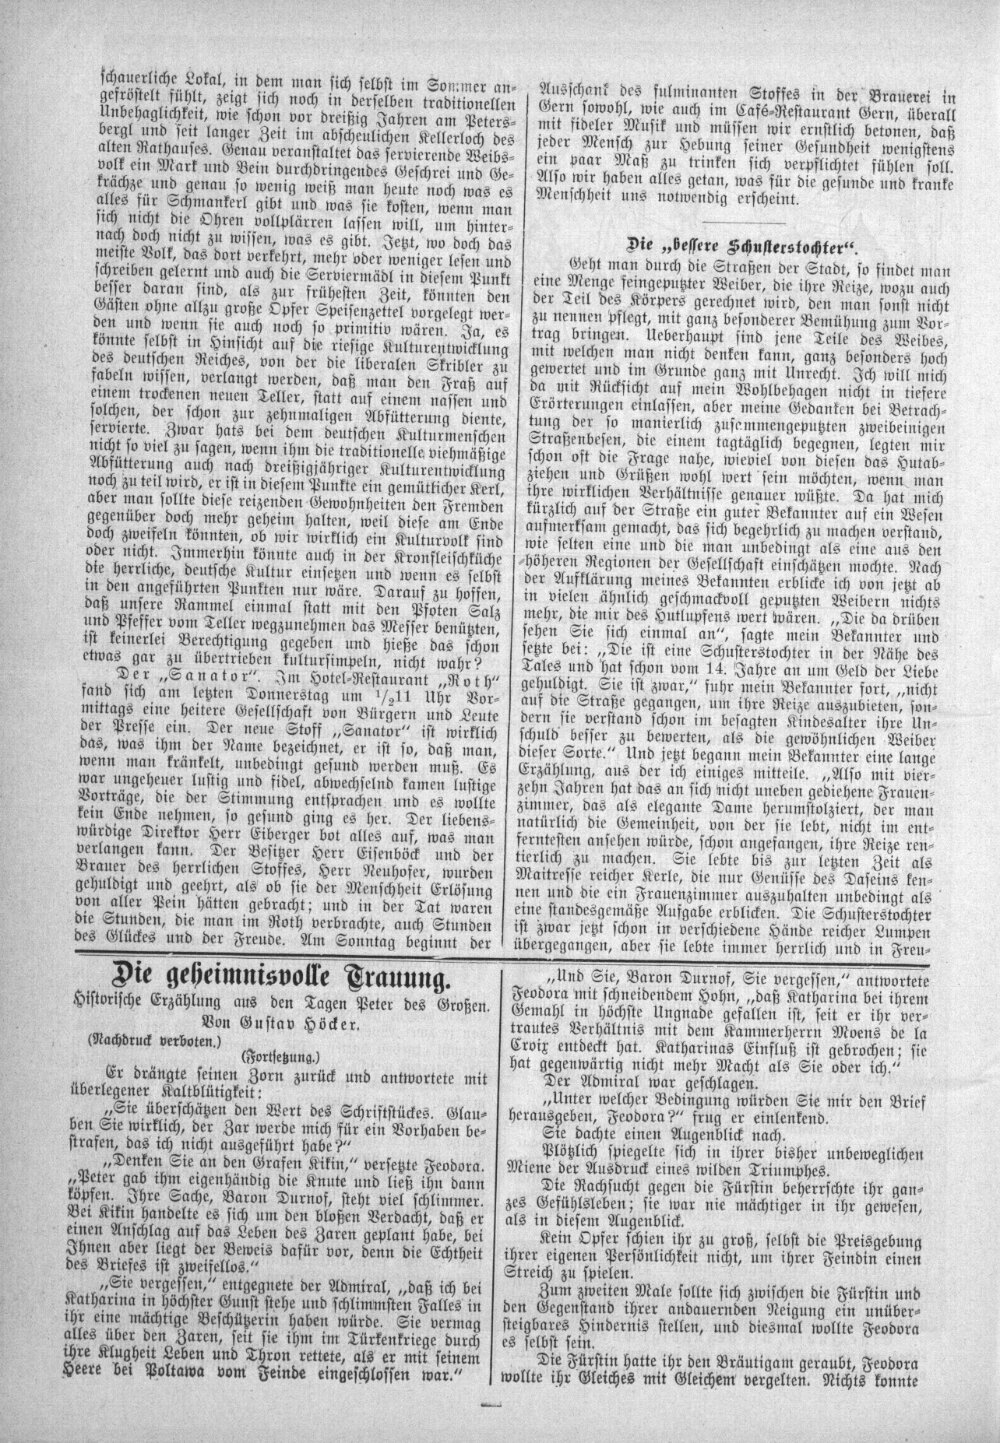 schauerliche Lokal, in dem man sich selbst im Sommer an-
gefröstelt fühlt, zeigt sich noch in derselben traditionellen
Unbehaglichkeit, wie schon vor dreißig Jahren am Peters-
bergl und seit langer Zeit im abscheulichen Kellerloch des
alten Rathauses. Genau veranstaltet das servierende Weibs-
volk ein Mark und Bein durchdringendes Geschrei und Ge-
krächze und genau so wenig weiß man heute noch was es
alles für Schmankerl gibt und was sie kosten, wenn man
sich nicht die Ohren vollplärren lassen will, um hinter-
nach doch nicht zu wissen, was es gibt. Jetzt, wo doch das
meiste Volk, das dort verkehrt, mehr oder weniger lesen und
schreiben gelernt und auch die Serviermädl in diesem Punkt
besser daran sind, als zur frühesten Zeit, könnten den
Gästen ohne allzu große Opfer Speisenzettel vorgelegt wer-
den und wenn sie auch noch so primitiv wären. Ja, es
könnte selbst in Hinsicht auf die riesige Kulturentwicklung
des deutschen Reiches, von der die liberalen Skribler zu
fabeln wissen, verlangt werden, daß man den Fraß auf
einem trockenen neuen Teller, statt auf einem nassen und
solchen, der schon zur zehnmaligen Abfütterung diente,
servierte. Zwar hats bei dem deutschen Kulturmenschen
nicht so viel zu sagen, wenn ihm die traditionelle viehmäßige
Abfütterung auch nach dreißigjähriger Kulturentwicklung
noch zu teil wird, er ist in diesem Punkte ein gemütlicher Kerl,
aber man sollte diese reizenden Gewohnheiten den Fremden
gegenüber doch mehr geheim halten, weil diese am Ende
doch zweifeln könnten, ob wir wirklich ein Kulturvolk sind
oder nicht. Immerhin könnte auch in der Kronfleischküche
die herrliche, deutsche Kultur einsetzen und wenn es selbst
in den angeführten Punkten nur wäre. Darauf zu hoffen,
daß unsere Rammel einmal statt mit den Pfoten Salz
und Pfeffer vom Teller wegzunehmen das Messer benützten,
ist keinerlei Berechtigung gegeben und hieße das schon
etwas gar zu übertrieben kultursimpeln, nicht wahr?
Der „Sanator“. Im Hotel-Restaurant „Roth“
fand sich am letzten Donnerstag um 1/211 Uhr Vor-
mittags eine heitere Gesellschaft von Bürgern und Leute
der Presse ein. Der neue Stoff „Sanator“ ist wirklich
das, was ihm der Name bezeichnet, er ist so, daß man,
wenn man kränkelt, unbedingt gesund werden muß. Es
war ungeheuer lustig und fidel, abwechselnd kamen lustige
Vorträge, die der Stimmung entsprachen und es wollte
kein Ende nehmen, so gesund ging es her. Der liebens-
würdige Direktor Herr Eiberger bot alles auf, was man
verlangen kann. Der Besitzer Herr Eisenböck und der
Brauer des herrlichen Stoffes, Herr Neuhofer, wurden
gehuldigt und geehrt, als ob sie der Menschheit Erlösung
von aller Pein hätten gebracht; und in der Tat waren
die Stunden, die man im Roth verbrachte, auch Stunden
des Glückes und der Freude. Am Sonntag beginnt der
Ausschank des fulminanten Stoffes in der Brauerei in
Gern sowohl, wie auch im Café-Restaurant Gern, überall
mit fideler Musik und müssen wir ernstlich betonen, daß
jeder Mensch zur Hebung seiner Gesundheit wenigstens
ein paar Maß zu trinken sich verpflichtet fühlen soll.
Also wir haben alles getan, was für die gesunde und kranke
Menschheit uns notwendig erscheint.
Die „bessere Schusterstochter“.
Geht man durch die Straßen der Stadt, so findet man
eine Menge feingeputzter Weiber, die ihre Reize, wozu auch
der Teil des Körpers gerechnet wird, den man sonst nicht
zu nennen pflegt, mit ganz besonderer Bemühung zum Vor-
trag bringen. Ueberhaupt sind jene Teile des Weibes,
mit welchen man nicht denken kann, ganz besonders hoch
gewertet und im Grunde ganz mit Unrecht. Ich will mich
da mit Rücksicht auf mein Wohlbehagen nicht in tiefere
Erörterungen einlassen, aber meine Gedanken bei Betrach-
tung der so manierlich zusammengeputzten zweibeinigen
Straßenbesen, die einem tagtäglich begegnen, legten mir
schon oft die Frage nahe, wieviel von diesen das Hutab-
ziehen und Grüßen wohl wert sein möchten, wenn man
ihre wirklichen Verhältnisse genauer wüßte. Da hat mich
kürzlich auf der Straße ein guter Bekannter auf ein Wesen
aufmerksam gemacht, das sich begehrlich zu machen verstand,
wie selten eine und die man unbedingt als eine aus den
höheren Regionen der Gesellschaft einschätzen mochte. Nach
der Aufklärung meines Bekannten erblicke ich von jetzt ab
in vielen ähnlich geschmackvoll geputzten Weibern nichts
mehr, die mir des Hutlupfens wert wären. „Die da drüben
sehen Sie sich einmal an“, sagte mein Bekannter und
setzte bei: „Die ist eine Schusterstochter in der Nähe des
Tales und hat schon vom 14. Jahre an um Geld der Liebe
gehuldigt. Sie ist zwar,“ fuhr mein Bekannter fort, „nicht
auf die Straße gegangen, um ihre Reize auszubieten, son-
dern sie verstand schon im besagten Kindesalter ihre Un-
schuld besser zu bewerten, als die gewöhnlichen Weiber
dieser Sorte.“ Und jetzt begann mein Bekannter eine lange
Erzählung, aus der ich einiges mitteile. „Also mit vier-
zehn Jahren hat das an sich nicht uneben gediehene Frauen-
zimmer, das als elegante Dame herumstolziert, der man
natürlich die Gemeinheit, von der sie lebt, nicht im ent-
ferntesten ansehen würde, schon angefangen, ihre Reize ren-
tierlich zu machen. Sie lebte bis zur letzten Zeit als
Maitresse reicher Kerle, die nur Genüsse des Daseins ken-
nen und die ein Frauenzimmer auszuhalten unbedingt als
eine standesgemäße Aufgabe erblicken. Die Schusterstochter
ist zwar jetzt schon in verschiedene Hände reicher Lumpen
übergegangen, aber sie lebte immer herrlich und in Freu-
Die geheimnisvolle Trauung.
Historische Erzählung aus den Tagen Peter des Großen.
Von Gustav Höcker.
(Nachdruck verboten.)
(Fortsetzung.)
Er drängte seinen Zorn zurück und antwortete mit
überlegener Kaltblütigkeit:
„Sie überschätzen den Wert des Schriftstückes. Glau-
ben Sie wirklich, der Zar werde mich für ein Vorhaben be-
strafen, das ich nicht ausgeführt habe?“
„Denken Sie an den Grafen Kikin,“ versetzte Feodora.
„Peter gab ihm eigenhändig die Knute und ließ ihn dann
köpfen. Ihre Sache, Baron Durnof, steht viel schlimmer.
Bei Kikin handelte es sich um den bloßen Verdacht, daß er
einen Anschlag auf das Leben des Zaren geplant habe, bei
Ihnen aber liegt der Beweis dafür vor, denn die Echtheit
des Briefes ist zweifellos.“
„Sie vergessen,“ entgegnete der Admiral, „daß ich bei
Katharina in höchster Gunst stehe und schlimmsten Falles in
ihr eine mächtige Beschützerin haben würde. Sie vermag
alles über den Zaren, seit sie ihm im Türkenkriege durch
ihre Klugheit Leben und Thron rettete, als er mit seinem
Heere bei Poltawa vom Feinde eingeschlossen war.“
„Und Sie, Baron Durnof, Sie vergessen,“ antwortete
Feodora mit schneidendem Hohn, „daß Katharina bei ihrem
Gemahl in höchste Ungnade gefallen ist, seit er ihr ver-
trautes Verhältnis mit dem Kammerherrn Moens de la
Croix entdeckt hat. Katharinas Einfluß ist gebrochen; sie
hat gegenwärtig nicht mehr Macht als Sie oder ich.“
Der Admiral war geschlagen.
„Unter welcher Bedingung würden Sie mir den Brief
herausgeben, Feodora?“ frug er einlenkend.
Sie dachte einen Augenblick nach.
Plötzlich spiegelte sich in ihrer bisher unbeweglichen
Miene der Ausdruck eines wilden Triumphes.
Die Rachsucht gegen die Fürstin beherrschte ihr gan-
zes Gefühlsleben; sie war nie mächtiger in ihr gewesen,
als in diesem Augenblick.
Kein Opfer schien ihr zu groß, selbst die Preisgebung
ihrer eigenen Persönlichkeit nicht, um ihrer Feindin einen
Streich zu spielen.
Zum zweiten Male sollte sich zwischen die Fürstin und
den Gegenstand ihrer andauernden Neigung ein unüber-
steigbares Hindernis stellen, und diesmal wollte Feodora
es selbst sein.
Die Fürstin hatte ihr den Bräutigam geraubt, Feodora
wollte ihr Gleiches mit Gleichem vergelten. Nichts konnte